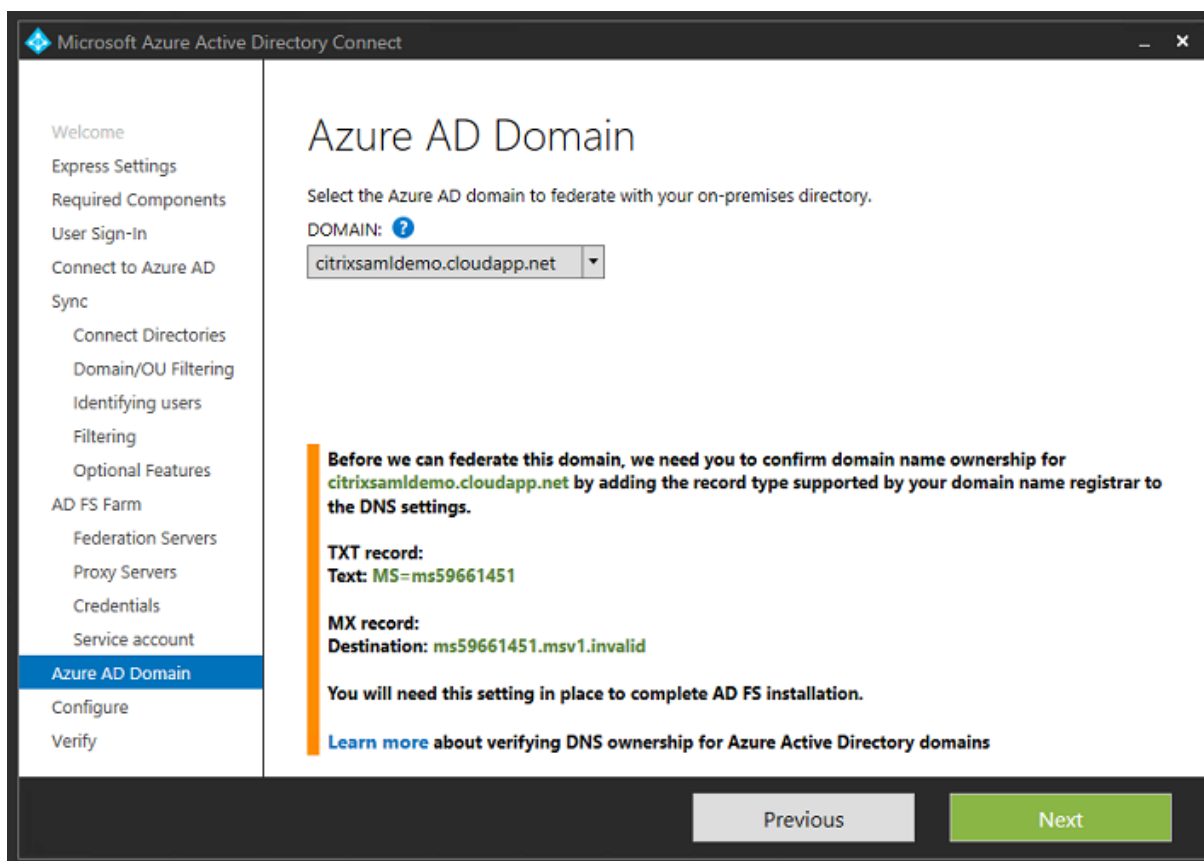 Microsoft Azure Active Directory Connect
Welcome
Express Settings
Required Components
User Sign-In
Connect to Azure AD
Sync
Connect Directories
Domain/OU Filtering
Identifying users
Filtering
Optional Features
AD FS Farm
Federation Servers
Proxy Servers
Credentials
Service account
Azure AD Domain
Configure
Verify
Azure AD Domain
Select the Azure AD domain to federate with your on-premises directory.
DOMAIN: ?
citrixsamldemo.cloudapp.net
Before we can federate this domain, we need you to confirm domain name ownership for
citrixsamldemo.cloudapp.net by adding the record type supported by your domain name registrar to
the DNS settings.
TXT record:
Text: MS=ms59661451
MX record:
Destination: ms59661451.msv1.invalid
You will need this setting in place to complete AD FS installation.
Learn more about verifying DNS ownership for Azure Active Directory domains
Previous
Next